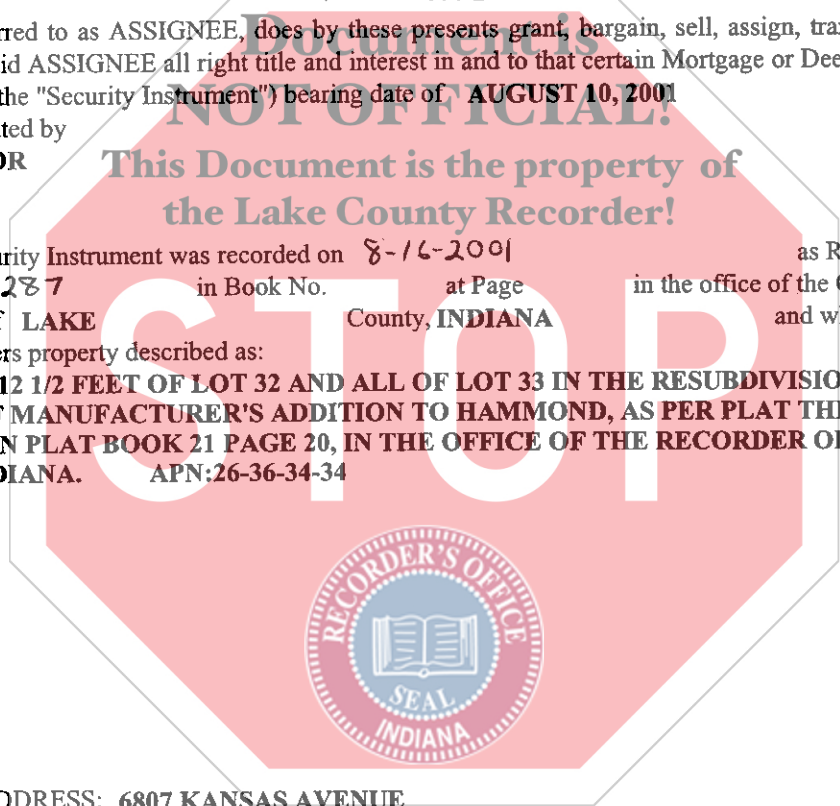 rred to as ASSIGNEE, does by these presents grant, bargain, sell, assign, tra
Document is
id ASSIGNEE all right title and interest in and to that certain Mortgage or Dee
the "Security Instrument") bearing date of AUGUST 10, 2001
NOT OFFICIAL!
ted by
OR
This Document is the property of
the Lake County Recorder!
urity Instrument was recorded on 8-16-2001 as R
287 in Book No. at Page in the office of the
f LAKE County, INDIANA and w
ers property described as:
12 1/2 FEET OF LOT 32 AND ALL OF LOT 33 IN THE RESUBDIVISIO
MANUFACTURER'S ADDITION TO HAMMOND, AS PER PLAT THE
N PLAT BOOK 21 PAGE 20, IN THE OFFICE OF THE RECORDER OF
DIANA. APN:26-36-34-34
STOP
RECORDER'S OFFICE
SEAL
INDIANA
DDRESS: 6807 KANSAS AVENUE